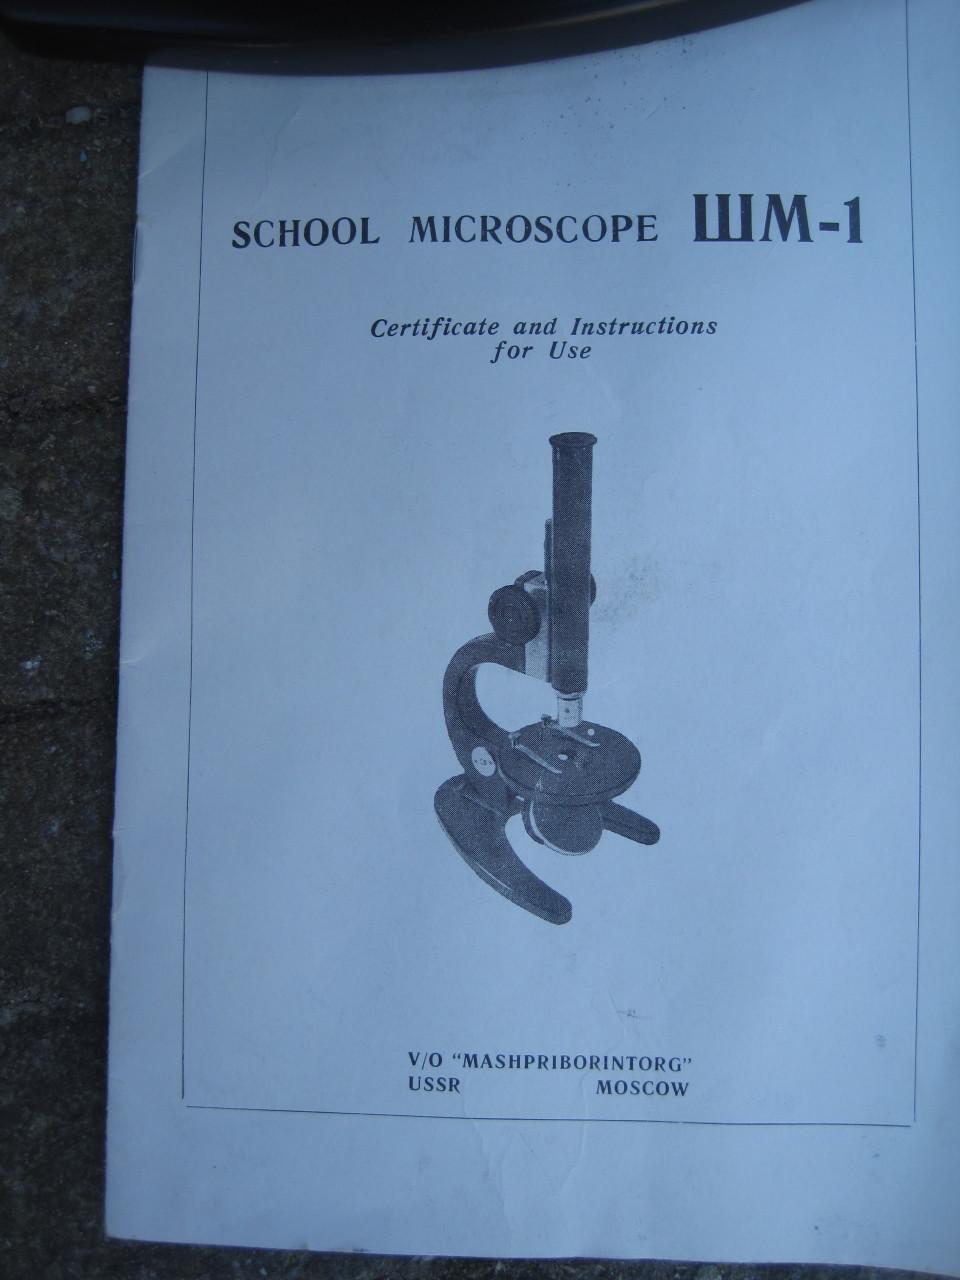 SCHOOL MICROSCOPE ШМ-1
Certificate and Instructions
for Use
V/O "MASHPRIBORINTORG"
USSR MOSCOW